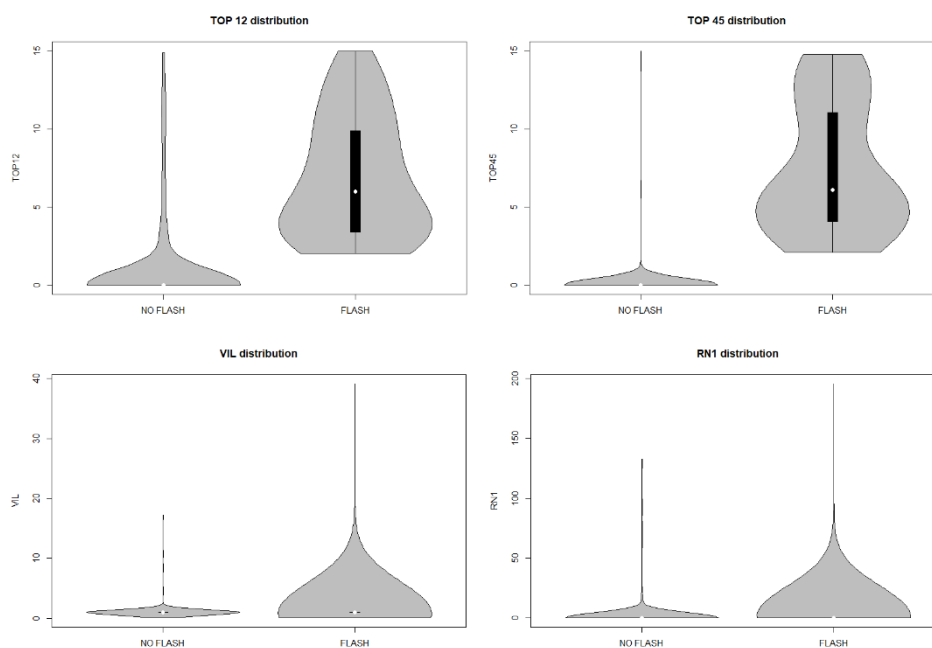 TOP 12 distribution
TOP12
15
10
5
0
NO FLASH
FLASH
TOP 45 distribution
TOP45
15
10
5
0
NO FLASH
FLASH
VIL distribution
VIL
40
30
20
10
0
NO FLASH
FLASH
RN1 distribution
RN1
200
150
100
50
0
NO FLASH
FLASH